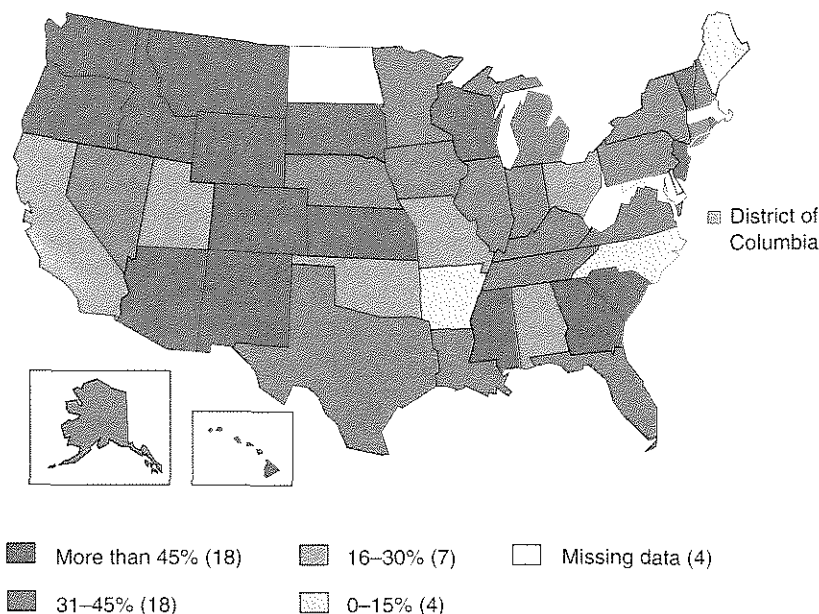 District of
Columbia
More than 45% (18)
16–30% (7)
Missing data (4)
31–45% (18)
0–15% (4)